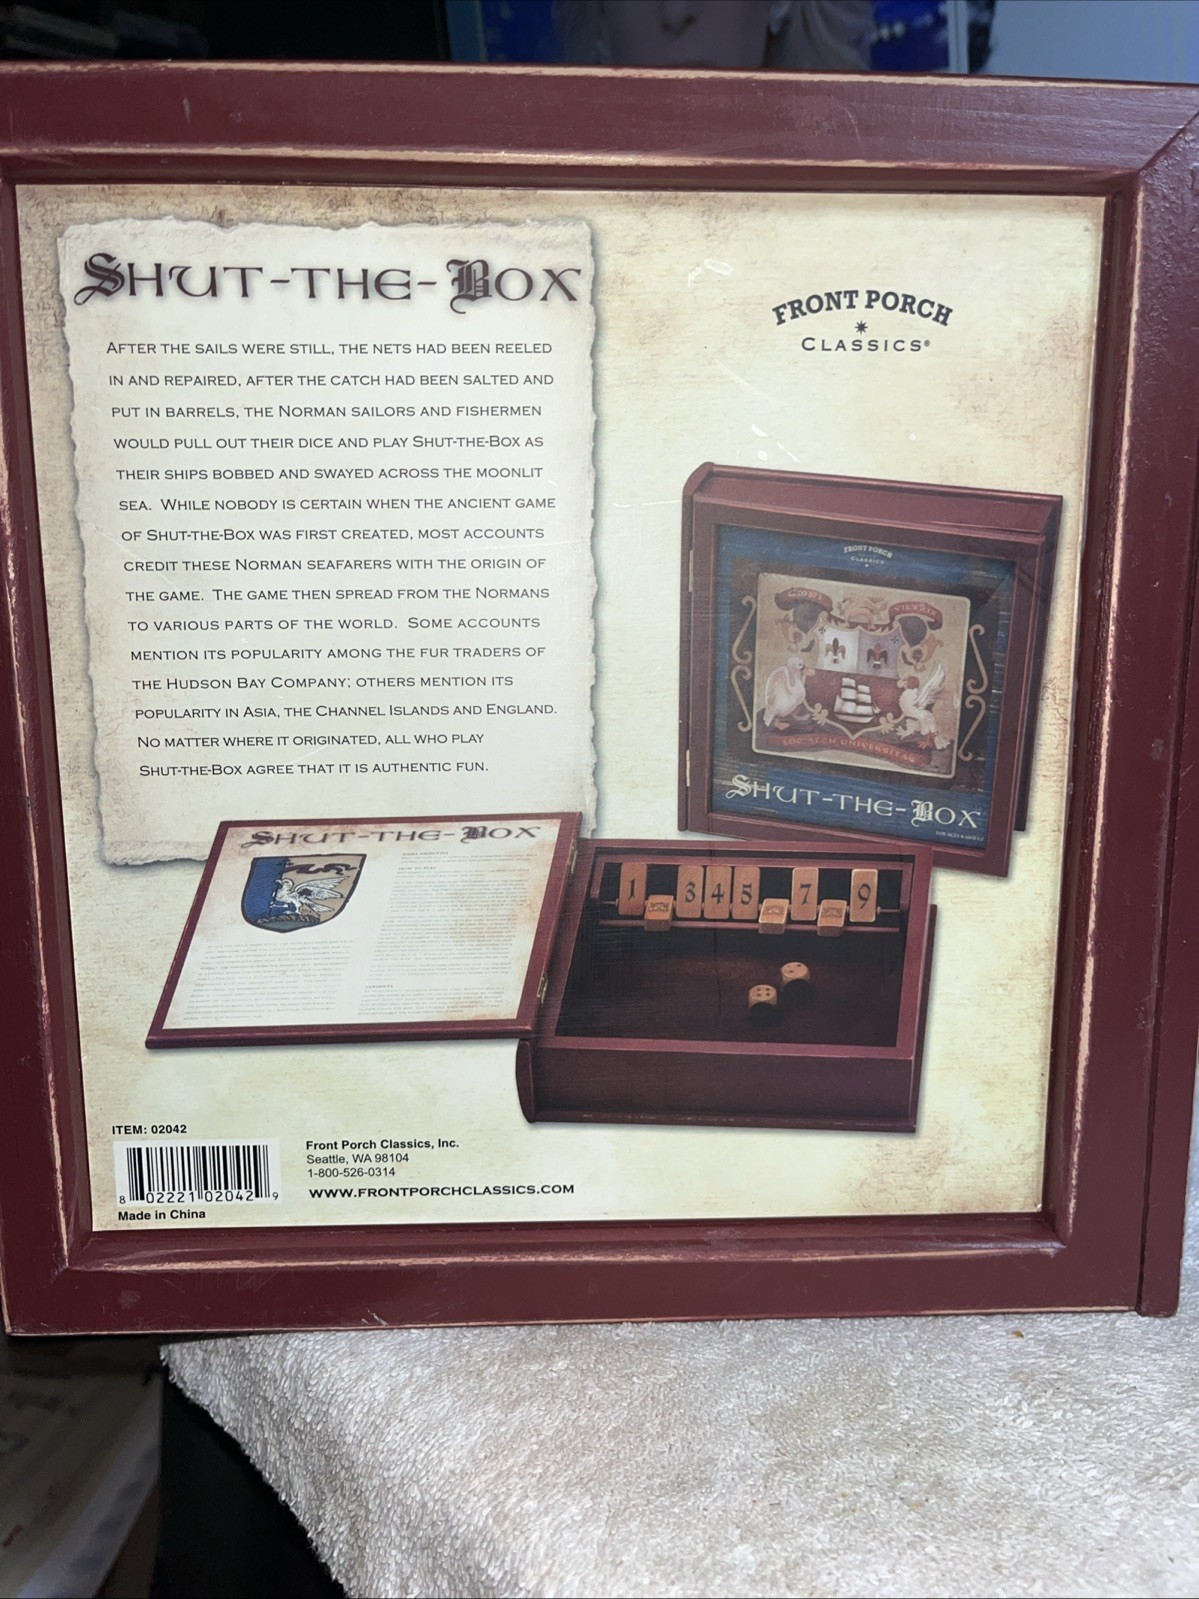 Shut-the-Box
After the sails were still, the nets had been reeled
in and repaired, after the catch had been salted and
put in barrels, the Norman sailors and fishermen
would pull out their dice and play Shut-the-Box as
their ships bobbed and swayed across the moonlit
sea. While nobody is certain when the ancient game
of Shut-the-Box was first created, most accounts
credit these Norman seafarers with the origin of
the game. The game then spread from the Normans
to various parts of the world. Some accounts
mention its popularity among the fur traders of
the Hudson Bay Company; others mention its
popularity in Asia, the Channel Islands and England.
No matter where it originated, all who play
Shut-the-Box agree that it is authentic fun.
FRONT PORCH
CLASSICS®
FRONT PORCH
CLASSICS
Shut-the-Box
Shut-the-Box
1 3 4 5 7 9
ITEM: 02042
8 02221 02042 9
Made in China
Front Porch Classics, Inc.
Seattle, WA 98104
1-800-526-0314
WWW.FRONTPORCHCLASSICS.COM